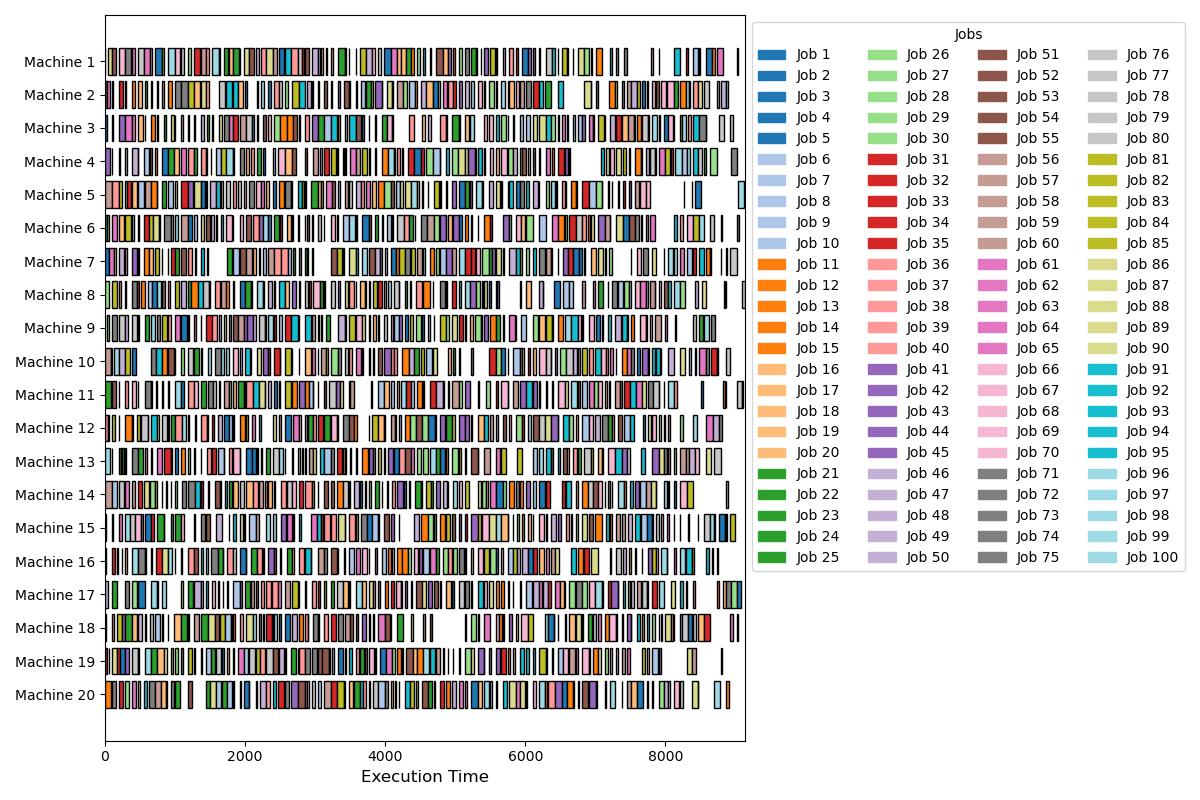 Jobs
Machine 1
Machine 2
Machine 3
Machine 4
Machine 5
Machine 6
Machine 7
Machine 8
Machine 9
Machine 10
Machine 11
Machine 12
Machine 13
Machine 14
Machine 15
Machine 16
Machine 17
Machine 18
Machine 19
Machine 20
0 2000 4000 6000 8000
Execution Time
Job 1 Job 26 Job 51 Job 76
Job 2 Job 27 Job 52 Job 77
Job 3 Job 28 Job 53 Job 78
Job 4 Job 29 Job 54 Job 79
Job 5 Job 30 Job 55 Job 80
Job 6 Job 31 Job 56 Job 81
Job 7 Job 32 Job 57 Job 82
Job 8 Job 33 Job 58 Job 83
Job 9 Job 34 Job 59 Job 84
Job 10 Job 35 Job 60 Job 85
Job 11 Job 36 Job 61 Job 86
Job 12 Job 37 Job 62 Job 87
Job 13 Job 38 Job 63 Job 88
Job 14 Job 39 Job 64 Job 89
Job 15 Job 40 Job 65 Job 90
Job 16 Job 41 Job 66 Job 91
Job 17 Job 42 Job 67 Job 92
Job 18 Job 43 Job 68 Job 93
Job 19 Job 44 Job 69 Job 94
Job 20 Job 45 Job 70 Job 95
Job 21 Job 46 Job 71 Job 96
Job 22 Job 47 Job 72 Job 97
Job 23 Job 48 Job 73 Job 98
Job 24 Job 49 Job 74 Job 99
Job 25 Job 50 Job 75 Job 100